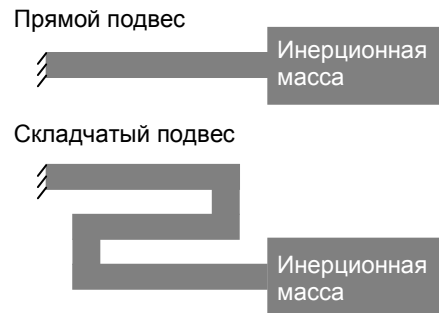 Прямой подвес
Инерционная
масса
Складчатый подвес
Инерционная
масса